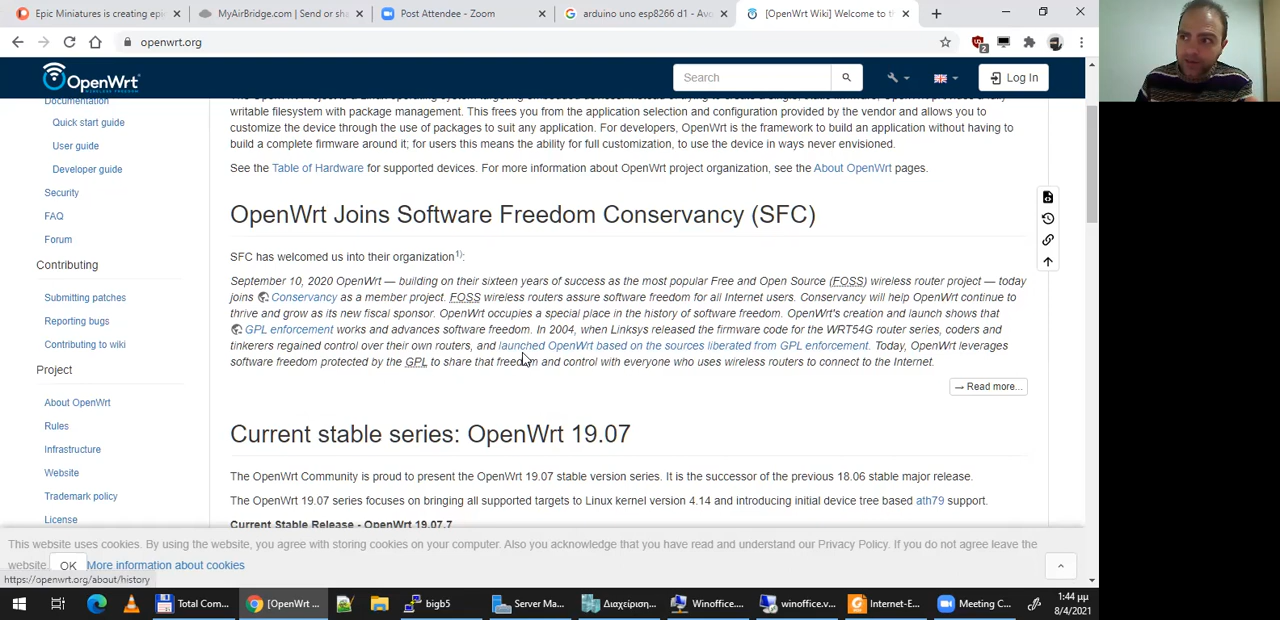 Epic Miniatures is creating epi
MyAirBridge.com | Send or sha
Post Attendee - Zoom
arduino uno esp8266 d1 - Ανα
[OpenWrt Wiki] Welcome to th
openwrt.org
2
OpenWrt
WIRELESS FREEDOM
Search
Log In
Documentation
Quick start guide
User guide
Developer guide
Security
FAQ
Forum
Contributing
Submitting patches
Reporting bugs
Contributing to wiki
Project
About OpenWrt
Rules
Infrastructure
Website
Trademark policy
License
writable filesystem with package management. This frees you from the application selection and configuration provided by the vendor and allows you to
customize the device through the use of packages to suit any application. For developers, OpenWrt is the framework to build an application without having to
build a complete firmware around it; for users this means the ability for full customization, to use the device in ways never envisioned.
See the Table of Hardware for supported devices. For more information about OpenWrt project organization, see the About OpenWrt pages.
OpenWrt Joins Software Freedom Conservancy (SFC)
SFC has welcomed us into their organization1):
September 10, 2020 OpenWrt — building on their sixteen years of success as the most popular Free and Open Source (FOSS) wireless router project — today
joins Conservancy as a member project. FOSS wireless routers assure software freedom for all Internet users. Conservancy will help OpenWrt continue to
thrive and grow as its new fiscal sponsor. OpenWrt occupies a special place in the history of software freedom. OpenWrt's creation and launch shows that
GPL enforcement works and advances software freedom. In 2004, when Linksys released the firmware code for the WRT54G router series, coders and
tinkerers regained control over their own routers, and launched OpenWrt based on the sources liberated from GPL enforcement. Today, OpenWrt leverages
software freedom protected by the GPL to share that freedom and control with everyone who uses wireless routers to connect to the Internet.
→ Read more...
Current stable series: OpenWrt 19.07
The OpenWrt Community is proud to present the OpenWrt 19.07 stable version series. It is the successor of the previous 18.06 stable major release.
The OpenWrt 19.07 series focuses on bringing all supported targets to Linux kernel version 4.14 and introducing initial device tree based ath79 support.
Current Stable Release - OpenWrt 19.07.7
This website uses cookies. By using the website, you agree with storing cookies on your computer. Also you acknowledge that you have read and understand our Privacy Policy. If you do not agree leave the
website. OK More information about cookies
https://openwrt.org/about/history
Total Com...
[OpenWrt ...
bigb5
Server Ma...
Διαχείριση...
Winoffice....
winoffice.v...
Internet-E...
Meeting C...
1:44 μμ
8/4/2021